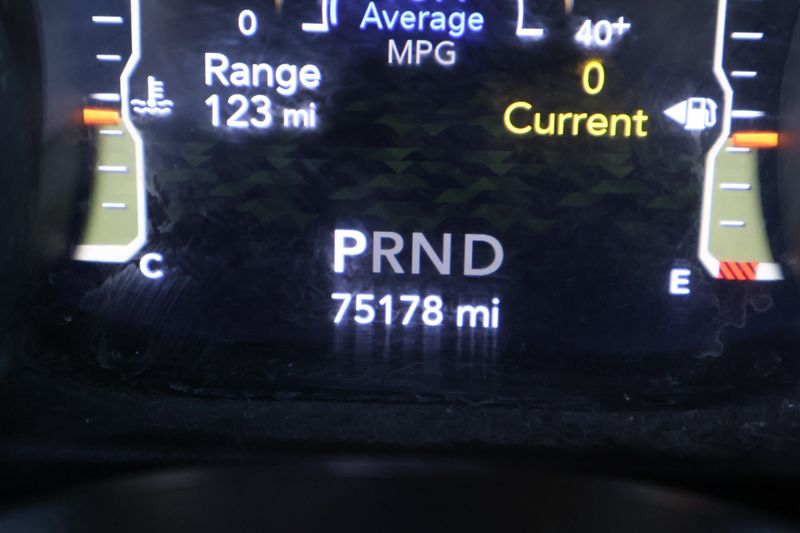 0
40+
Average
MPG
Range
0
123 mi
Current
PRND
C
E
75178 mi